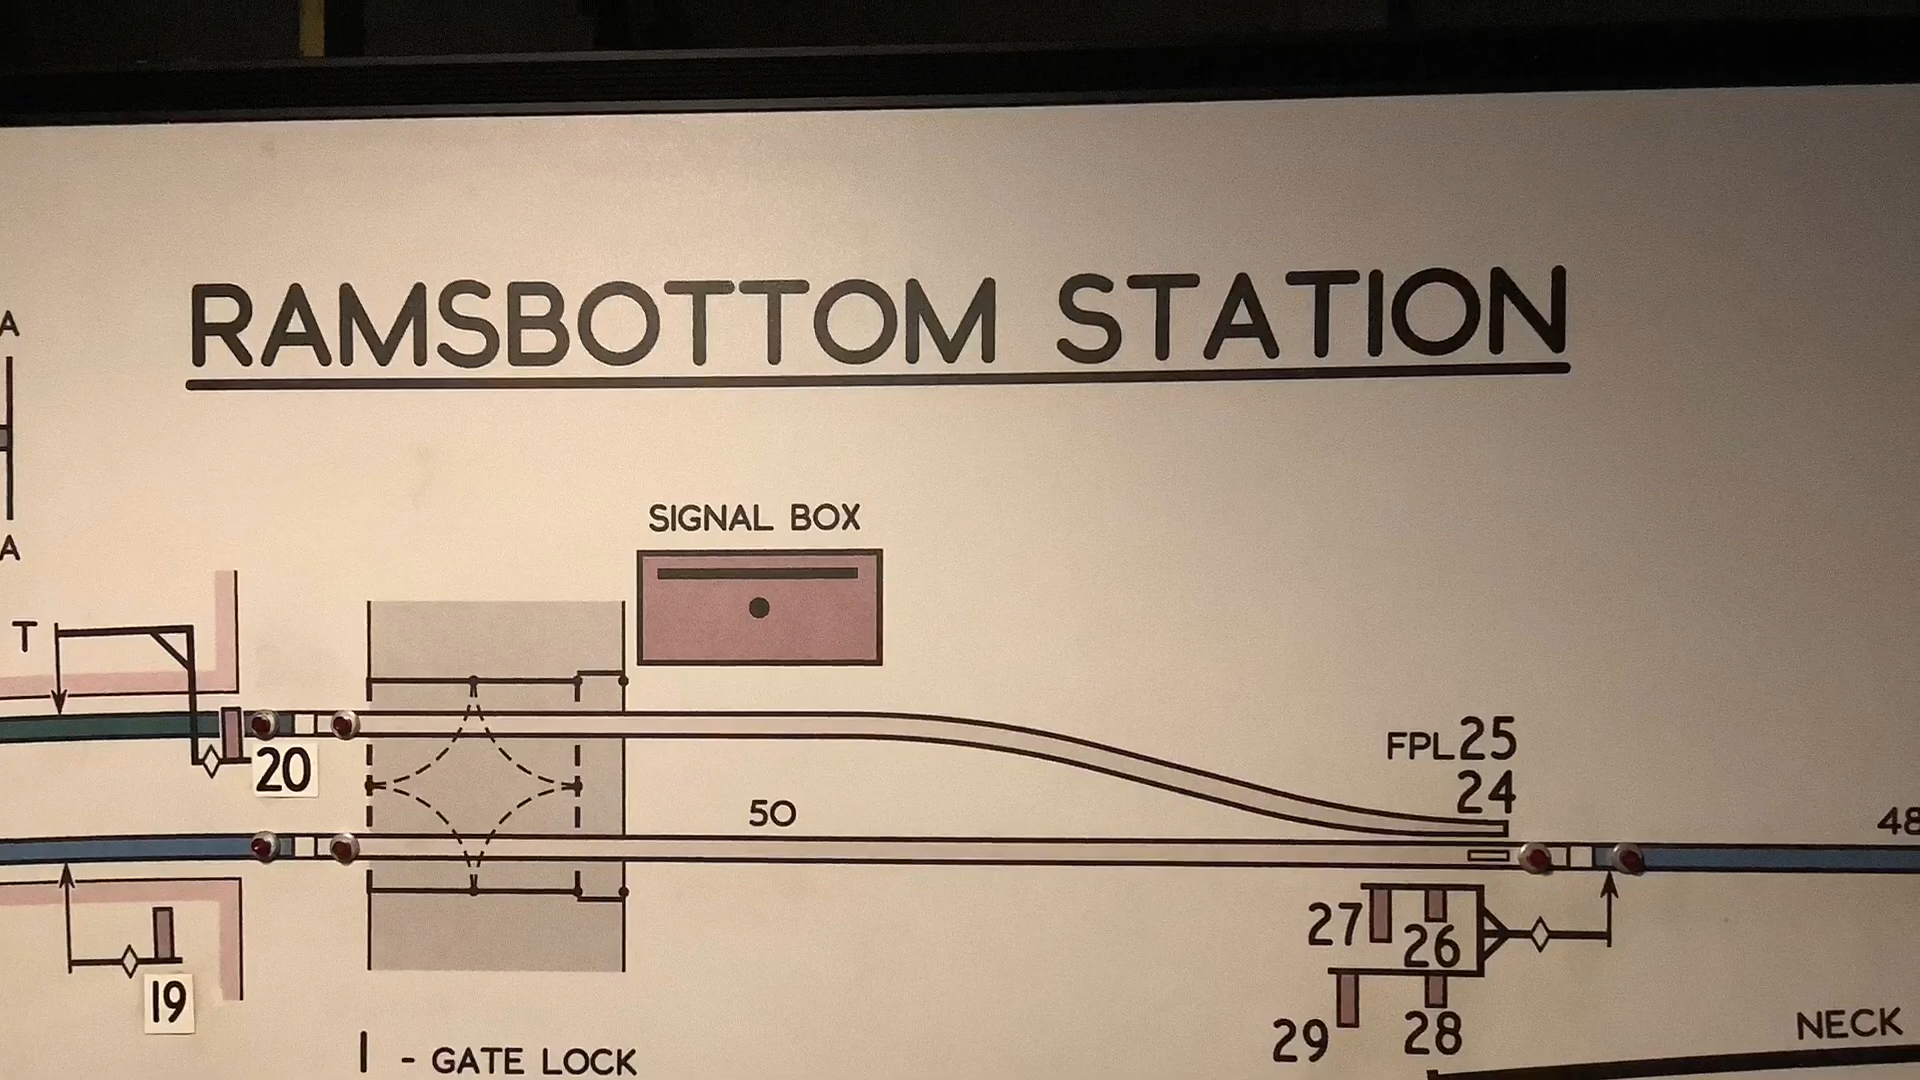 RAMSBOTTOM STATION
A
SIGNAL BOX
A
T
FPL 25
24
20
50
48
27
26
19
29
28
NECK
1 - GATE LOCK